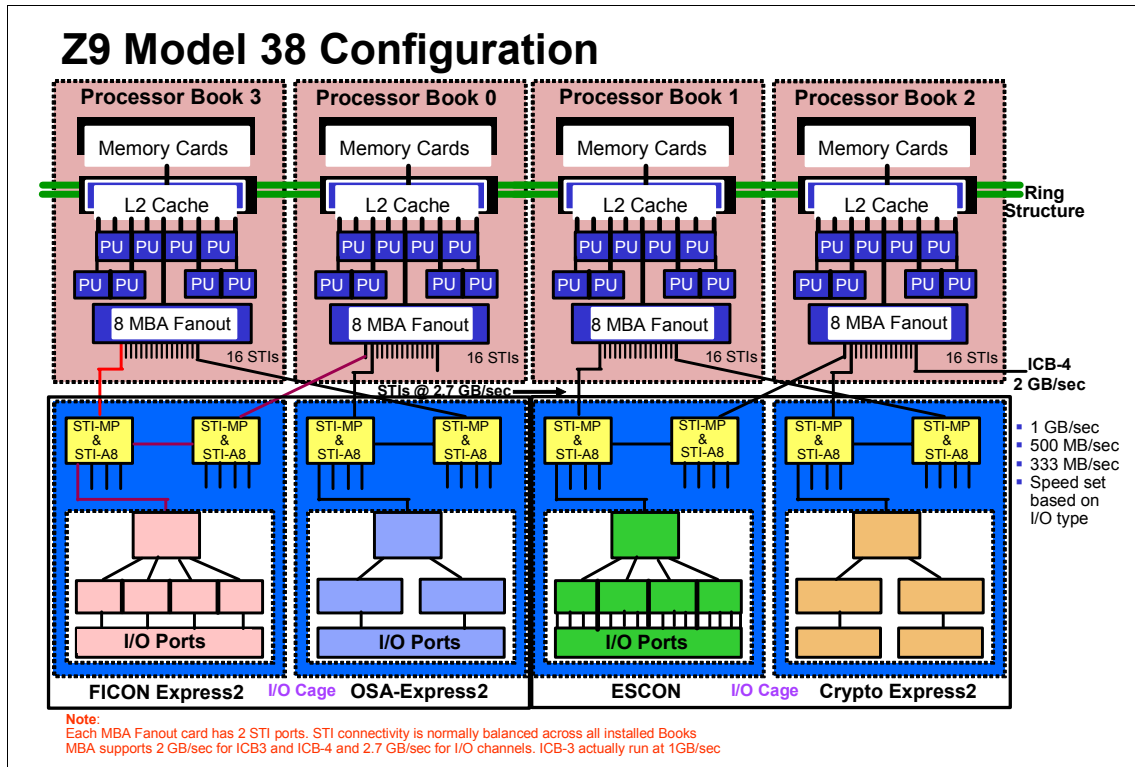 Z9 Model 38 Configuration
Processor Book 3
Processor Book 0
Processor Book 1
Processor Book 2
Memory Cards
Memory Cards
Memory Cards
Memory Cards
L2 Cache
L2 Cache
L2 Cache
L2 Cache
Ring
Structure
PU PU PU PU
PU PU PU PU
PU PU PU PU
PU PU PU PU
PU PU PU PU
PU PU PU PU
PU PU PU PU
PU PU PU PU
8 MBA Fanout
8 MBA Fanout
8 MBA Fanout
8 MBA Fanout
16 STIs
16 STIs
16 STIs
16 STIs
ICB-4
2 GB/sec
STIs @ 2.7 GB/sec
STI-MP
&
STI-A8
STI-MP
&
STI-A8
STI-MP
&
STI-A8
STI-MP
&
STI-A8
STI-MP
&
STI-A8
STI-MP
&
STI-A8
STI-MP
&
STI-A8
STI-MP
&
STI-A8
1 GB/sec
500 MB/sec
333 MB/sec
Speed set
based on
I/O type
I/O Ports
I/O Ports
I/O Ports
FICON Express2
I/O Cage
OSA-Express2
ESCON
I/O Cage
Crypto Express2
Note:
Each MBA Fanout card has 2 STI ports. STI connectivity is normally balanced across all installed Books
MBA supports 2 GB/sec for ICB3 and ICB-4 and 2.7 GB/sec for I/O channels. ICB-3 actually run at 1GB/sec